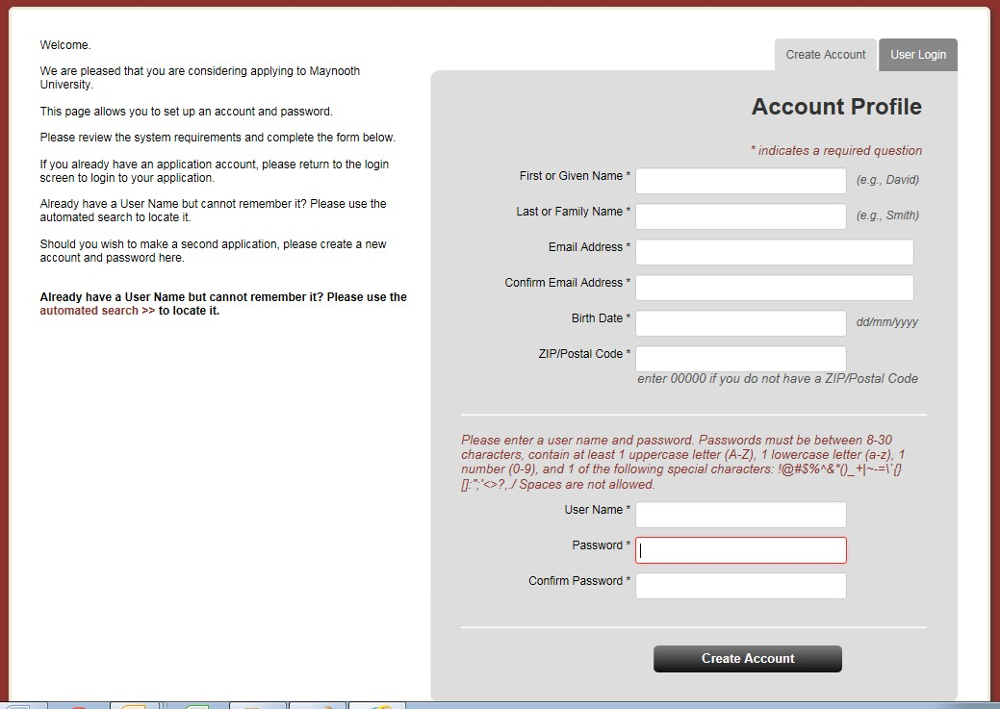 Welcome.
We are pleased that you are considering applying to Maynooth
University.
This page allows you to set up an account and password.
Please review the system requirements and complete the form below.
If you already have an application account, please return to the login
screen to login to your application.
Already have a User Name but cannot remember it? Please use the
automated search to locate it.
Should you wish to make a second application, please create a new
account and password here.
Already have a User Name but cannot remember it? Please use the
automated search >> to locate it.
Create Account
User Login
Account Profile
* indicates a required question
First or Given Name *
(e.g., David)
Last or Family Name *
(e.g., Smith)
Email Address *
Confirm Email Address *
Birth Date *
dd/mm/yyyy
ZIP/Postal Code *
enter 00000 if you do not have a ZIP/Postal Code
Please enter a user name and password. Passwords must be between 8-30
characters, contain at least 1 uppercase letter (A-Z), 1 lowercase letter (a-z), 1
number (0-9), and 1 of the following special characters: !@#$%^&*()_+|~-=\`{}
[]:";'<>?,./ Spaces are not allowed.
User Name *
Password *
Confirm Password *
Create Account